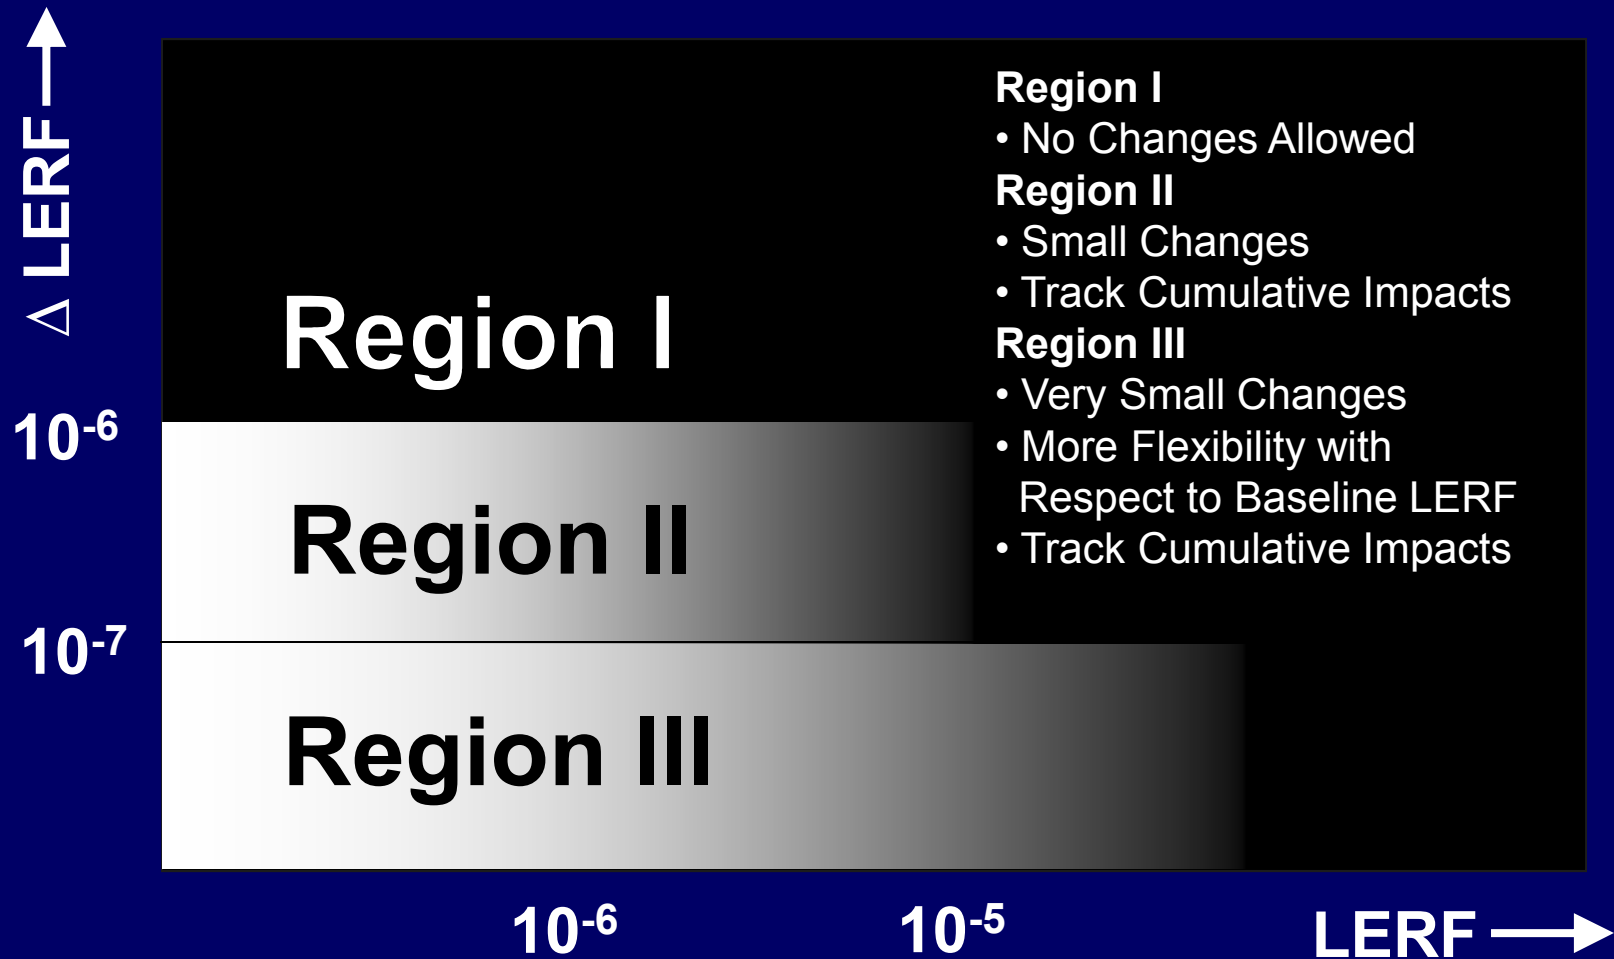 Δ LERF
Region I
• No Changes Allowed
Region II
• Small Changes
• Track Cumulative Impacts
Region III
• Very Small Changes
• More Flexibility with
Respect to Baseline LERF
• Track Cumulative Impacts
Region I
10⁻⁶
Region II
10⁻⁷
Region III
10⁻⁶
10⁻⁵
LERF